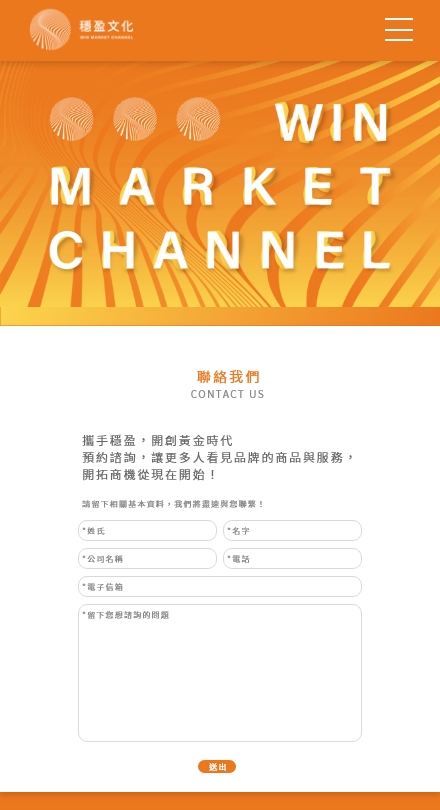 穩盈文化
WIN MARKET CHANNEL
WIN
MARKET
CHANNEL
聯絡我們
CONTACT US
攜手穩盈，開創黃金時代
預約諮詢，讓更多人看見品牌的商品與服務，
開拓商機從現在開始！
請留下相關基本資料，我們將盡速與您聯繫！
*姓氏
*名字
*公司名稱
*電話
*電子信箱
*留下您想諮詢的問題
送出